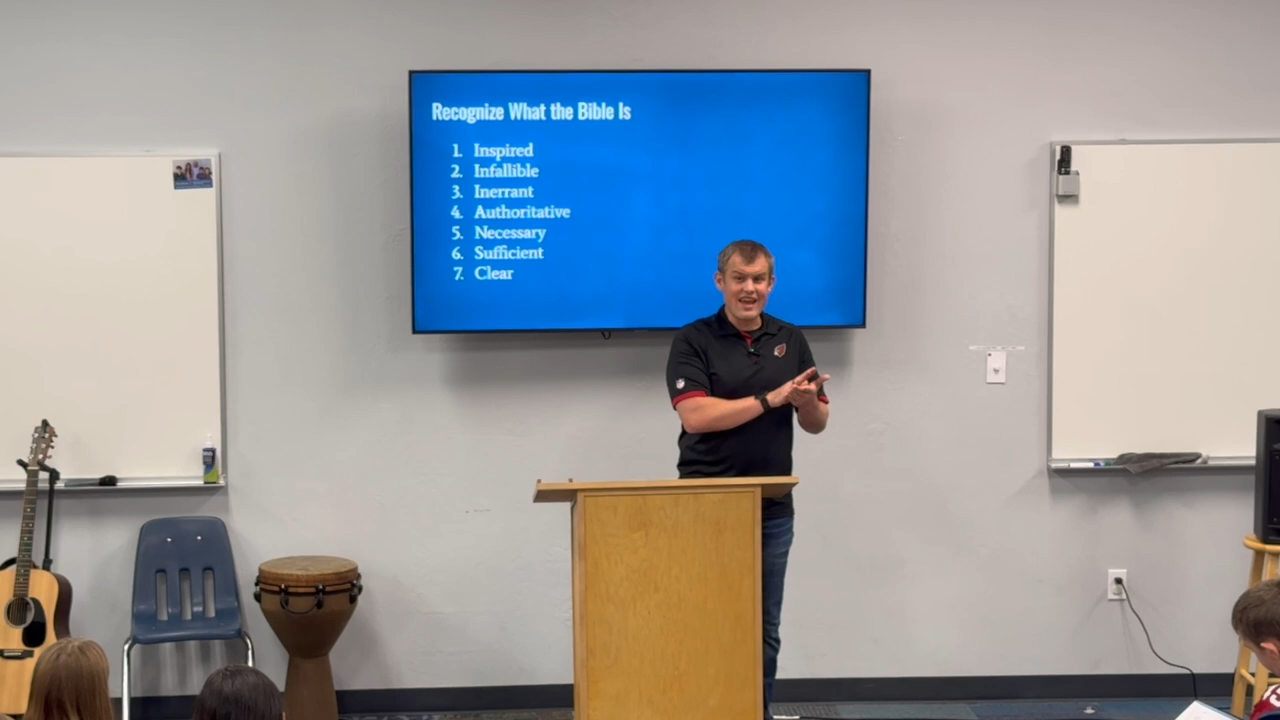 Recognize What the Bible Is
1. Inspired
2. Infallible
3. Inerrant
4. Authoritative
5. Necessary
6. Sufficient
7. Clear